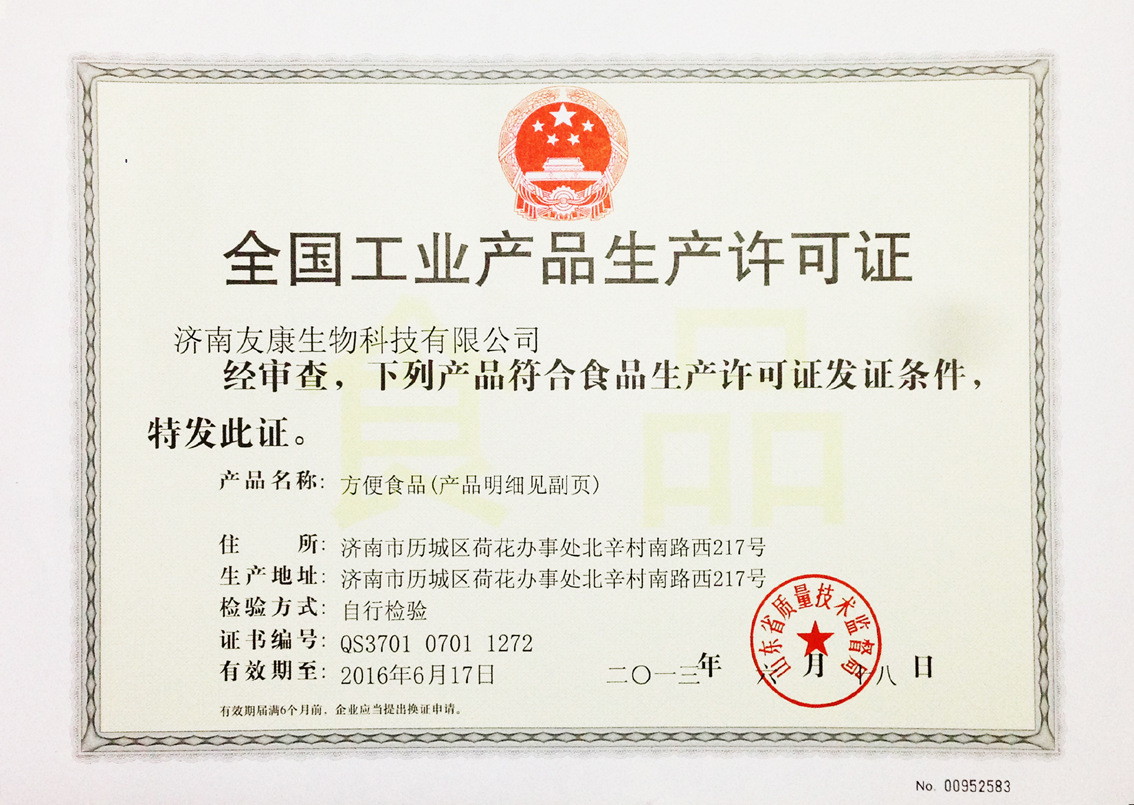 全国工业产品生产许可证
济南友康生物科技有限公司
经审查，下列产品符合食品生产许可证发证条件，
特发此证。
食品
产品名称：方便食品(产品明细见副页)
住 所：济南市历城区荷花办事处北辛村南路西217号
生产地址：济南市历城区荷花办事处北辛村南路西217号
检验方式：自行检验
证书编号：QS3701 0701 1272
有效期至：2016年6月17日
二〇一三年 六月 十八日
山东省质量技术监督局
有效期届满6个月前，企业应当提出换证申请。
No. 00952583